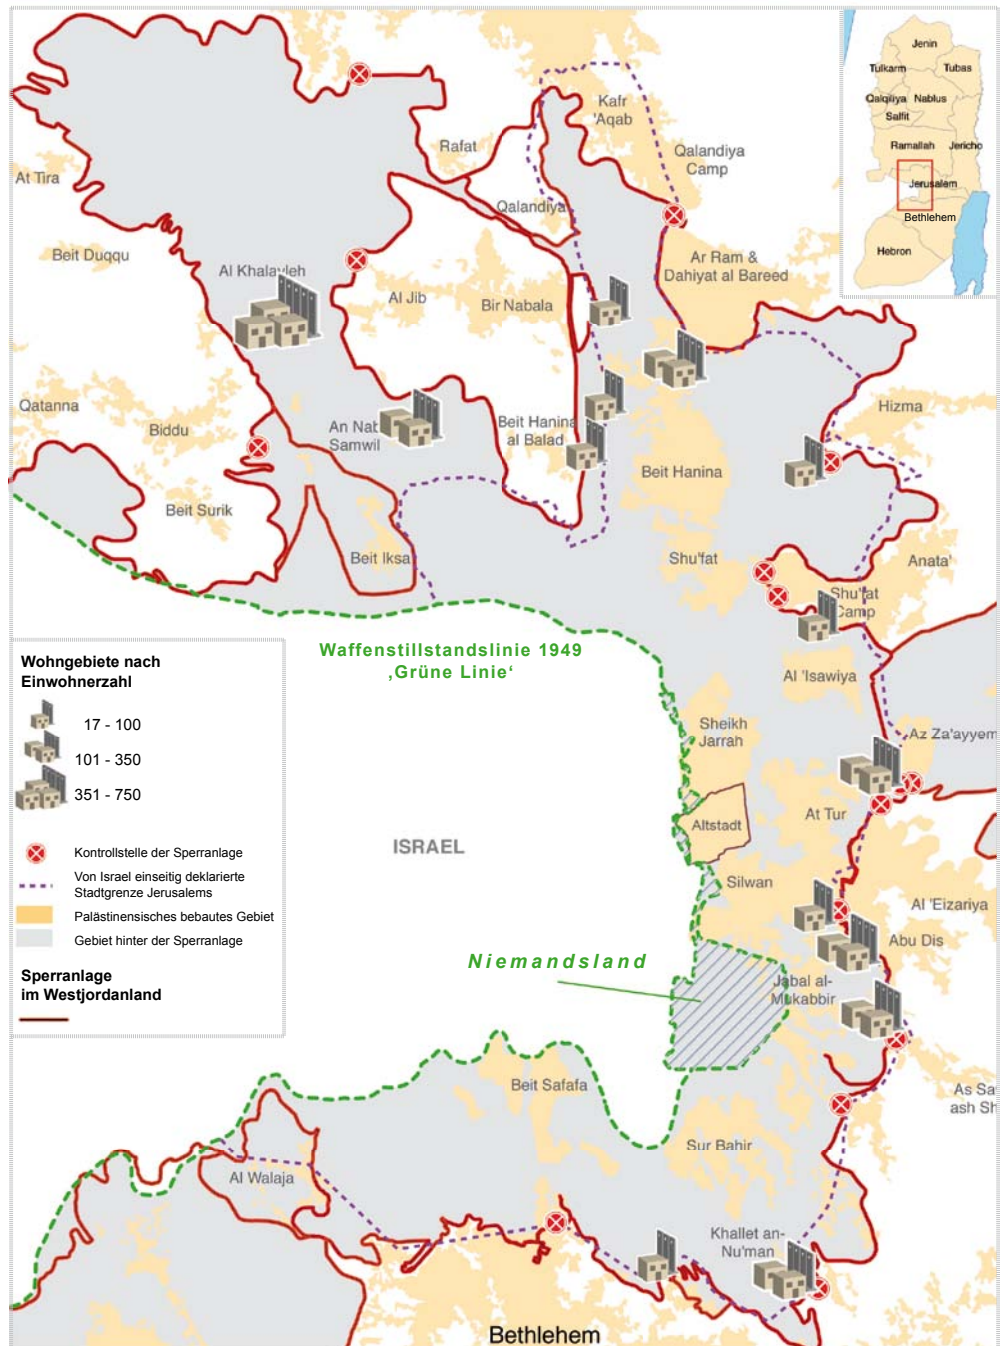 Jenin
Tulkarm
Tubas
Qalqiliya
Nablus
Salfit
Ramallah
Jericho
Jerusalem
Bethlehem
Hebron
Kafr
'Aqab
Rafat
Qalandiya
Camp
At Tira
Qalandiya
Beit Duqqu
Ar Ram &
Dahiyat al Bareed
Al Khalayleh
Al Jib
Bir Nabala
Qatanna
Biddu
An Nabi
Samwil
Beit Hanina
al Balad
Hizma
Beit Hanina
Beit Surik
Beit Iksa
Shu'fat
Anata'
Shu'fat
Camp
Waffenstillstandslinie 1949
‚Grüne Linie‘
Al 'Isawiya
Wohngebiete nach
Einwohnerzahl
17 - 100
101 - 350
351 - 750
Kontrollstelle der Sperranlage
Von Israel einseitig deklarierte
Stadtgrenze Jerusalems
Palästinensisches bebautes Gebiet
Gebiet hinter der Sperranlage
Sperranlage
im Westjordanland
Sheikh
Jarrah
Az Za'ayyem
Altstadt
At Tur
ISRAEL
Silwan
Al 'Eizariya
Abu Dis
Niemandsland
Jabal al-
Mukabbir
Beit Safafa
As Sa
ash Sh
Sur Bahir
Al Walaja
Khallet an-
Nu'man
Bethlehem